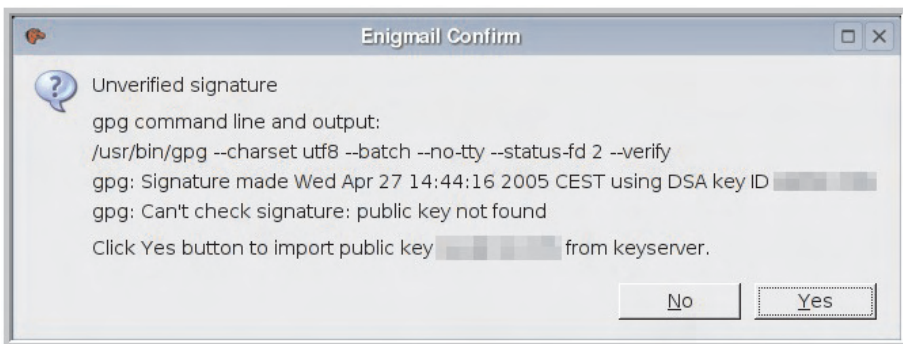 Enigmail Confirm
Unverified signature
gpg command line and output:
/usr/bin/gpg --charset utf8 --batch --no-tty --status-fd 2 --verify
gpg: Signature made Wed Apr 27 14:44:16 2005 CEST using DSA key ID
gpg: Can't check signature: public key not found
Click Yes button to import public key from keyserver.
No Yes